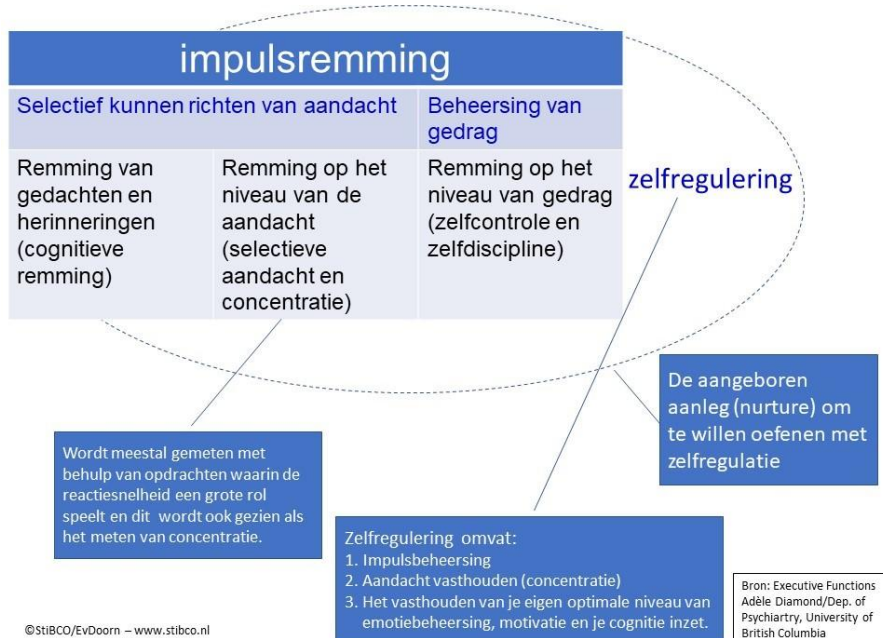 impulsremming
Selectief kunnen richten van aandacht
Beheersing van
gedrag
Remming van
gedachten en
herinneringen
(cognitieve
remming)
Remming op het
niveau van de
aandacht
(selectieve
aandacht en
concentratie)
Remming op het
niveau van gedrag
(zelfcontrole en
zelfdiscipline)
zelfregulering
De aangeboren
aanleg (nurture) om
te willen oefenen met
zelfregulatie
Wordt meestal gemeten met
behulp van opdrachten waarin de
reactiesnelheid een grote rol
speelt en dit wordt ook gezien als
het meten van concentratie.
Zelfregulering omvat:
1. Impulsbeheersing
2. Aandacht vasthouden (concentratie)
3. Het vasthouden van je eigen optimale niveau van
emotiebeheersing, motivatie en je cognitie inzet.
Bron: Executive Functions
Adèle Diamond/Dep. of
Psychiartry, University of
British Columbia
©StiBCO/EvDoorn – www.stibco.nl